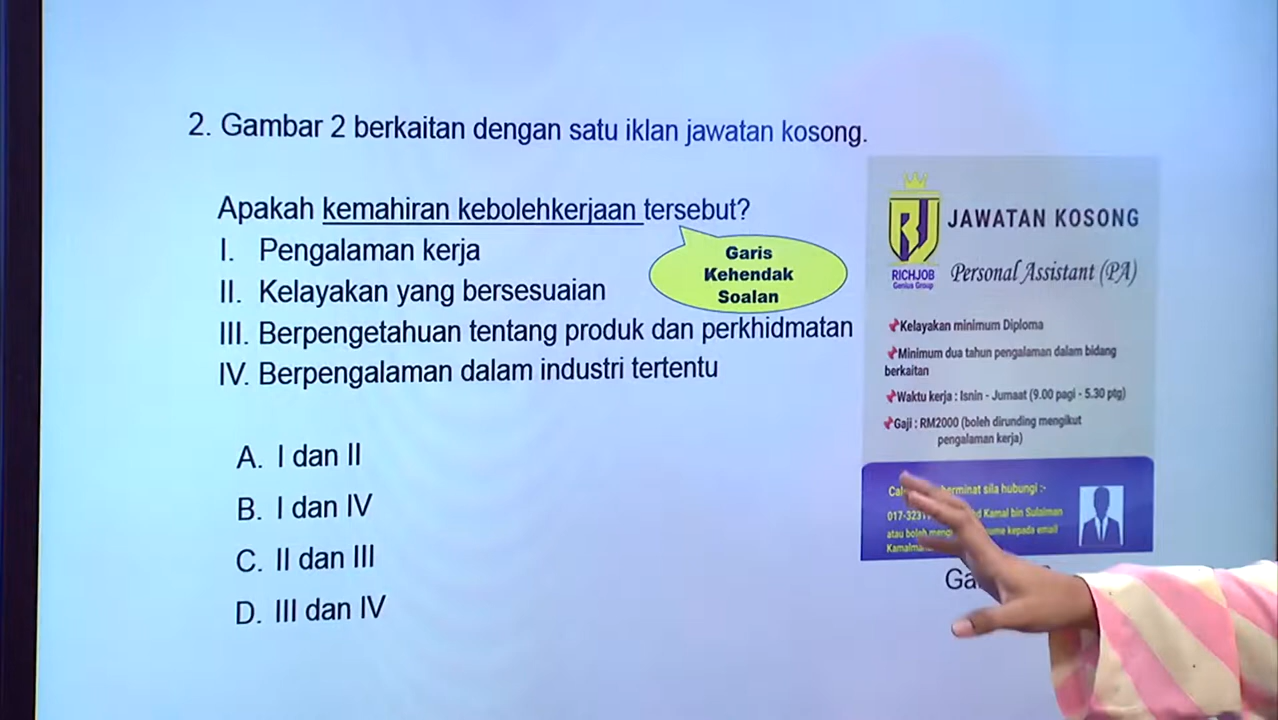 2. Gambar 2 berkaitan dengan satu iklan jawatan kosong.
Apakah kemahiran kebolehkerjaan tersebut?
I. Pengalaman kerja
II. Kelayakan yang bersesuaian
III. Berpengetahuan tentang produk dan perkhidmatan
IV. Berpengalaman dalam industri tertentu
Garis
Kehendak
Soalan
A. I dan II
B. I dan IV
C. II dan III
D. III dan IV
RICHJOB
Genius Group
JAWATAN KOSONG
Personal Assistant (PA)
Kelayakan minimum Diploma
Minimum dua tahun pengalaman dalam bidang
berkaitan
Waktu kerja : Isnin - Jumaat (9.00 pagi - 5.30 ptg)
Gaji : RM2000 (boleh dirunding mengikut
pengalaman kerja)
sila hubungi :-
Kamal bin Sulaiman
atau boleh kepada email